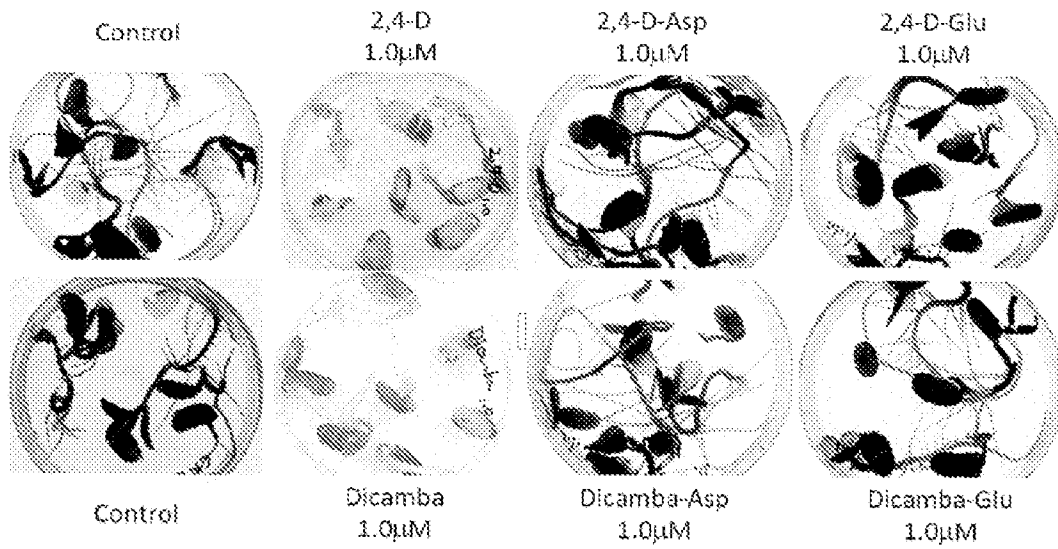 Control
2,4-D
1.0µM
2,4-D-Asp
1.0µM
2,4-D-Glu
1.0µM
Control
Dicamba
1.0µM
Dicamba-Asp
1.0µM
Dicamba-Glu
1.0µM